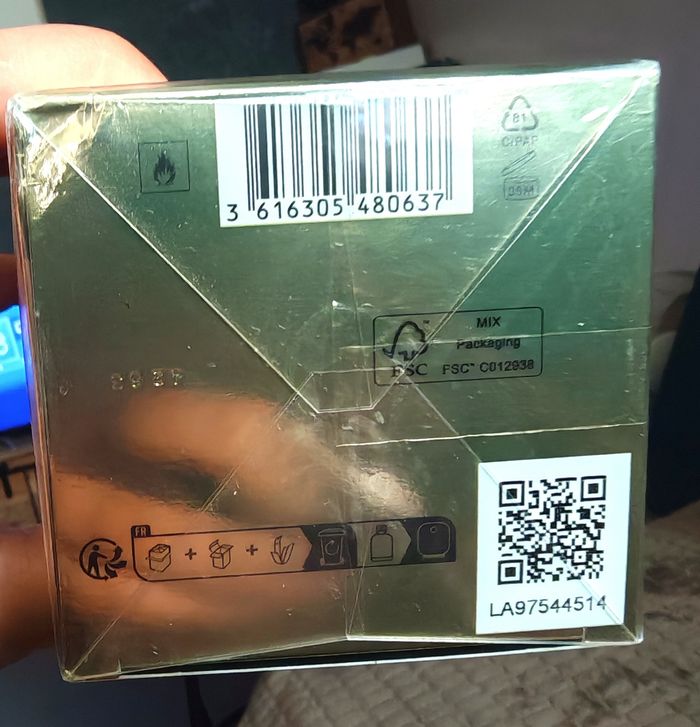 81
C/PAP
3 616305 480637
MIX
Packaging
FSC
FSC™ C012938
FR
LA97544514